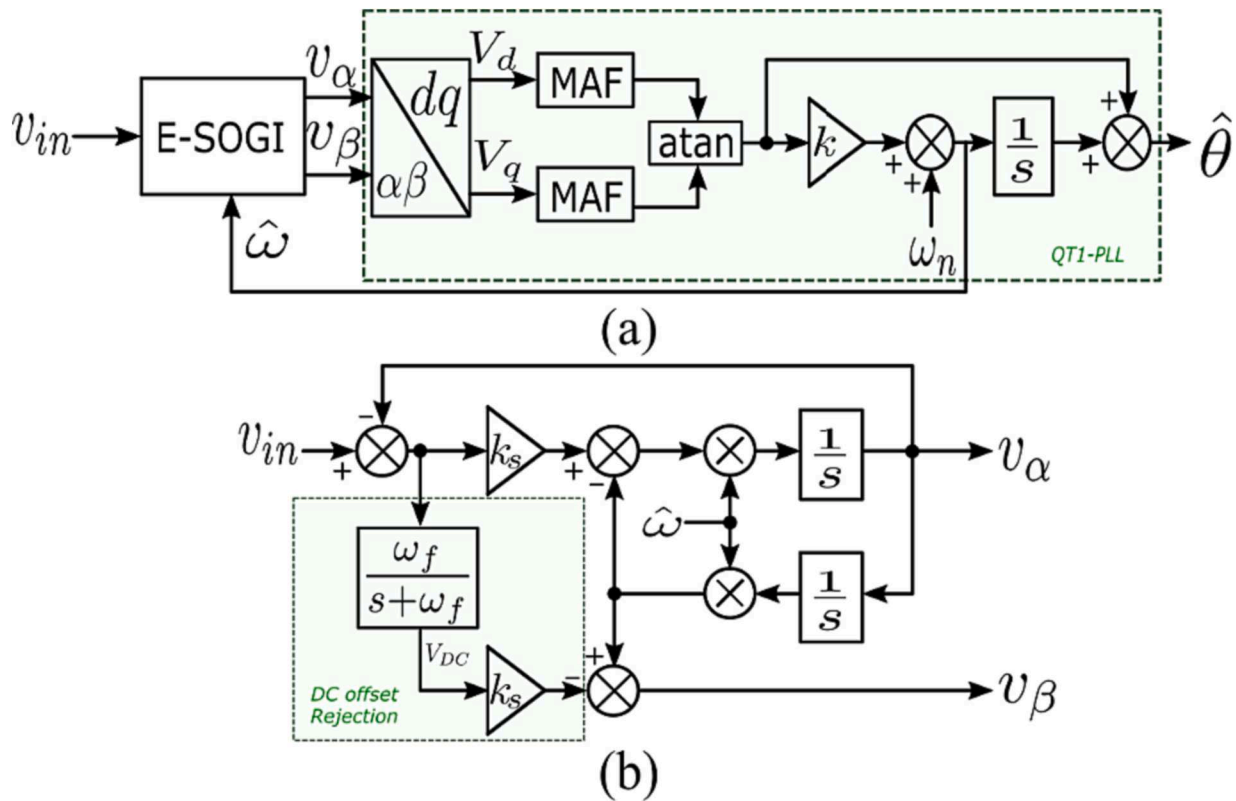 v_in
E-SOGI
v_α
v_β
ω̂
αβ
dq
V_d
V_q
MAF
MAF
atan
k
+
+
ω_n
1/s
+
+
θ̂
QT1-PLL
(a)
v_in
+
-
k_s
+
-
ω̂
1/s
1/s
v_α
ω_f/(s+ω_f)
V_DC
k_s
-
+
v_β
DC offset
Rejection
(b)